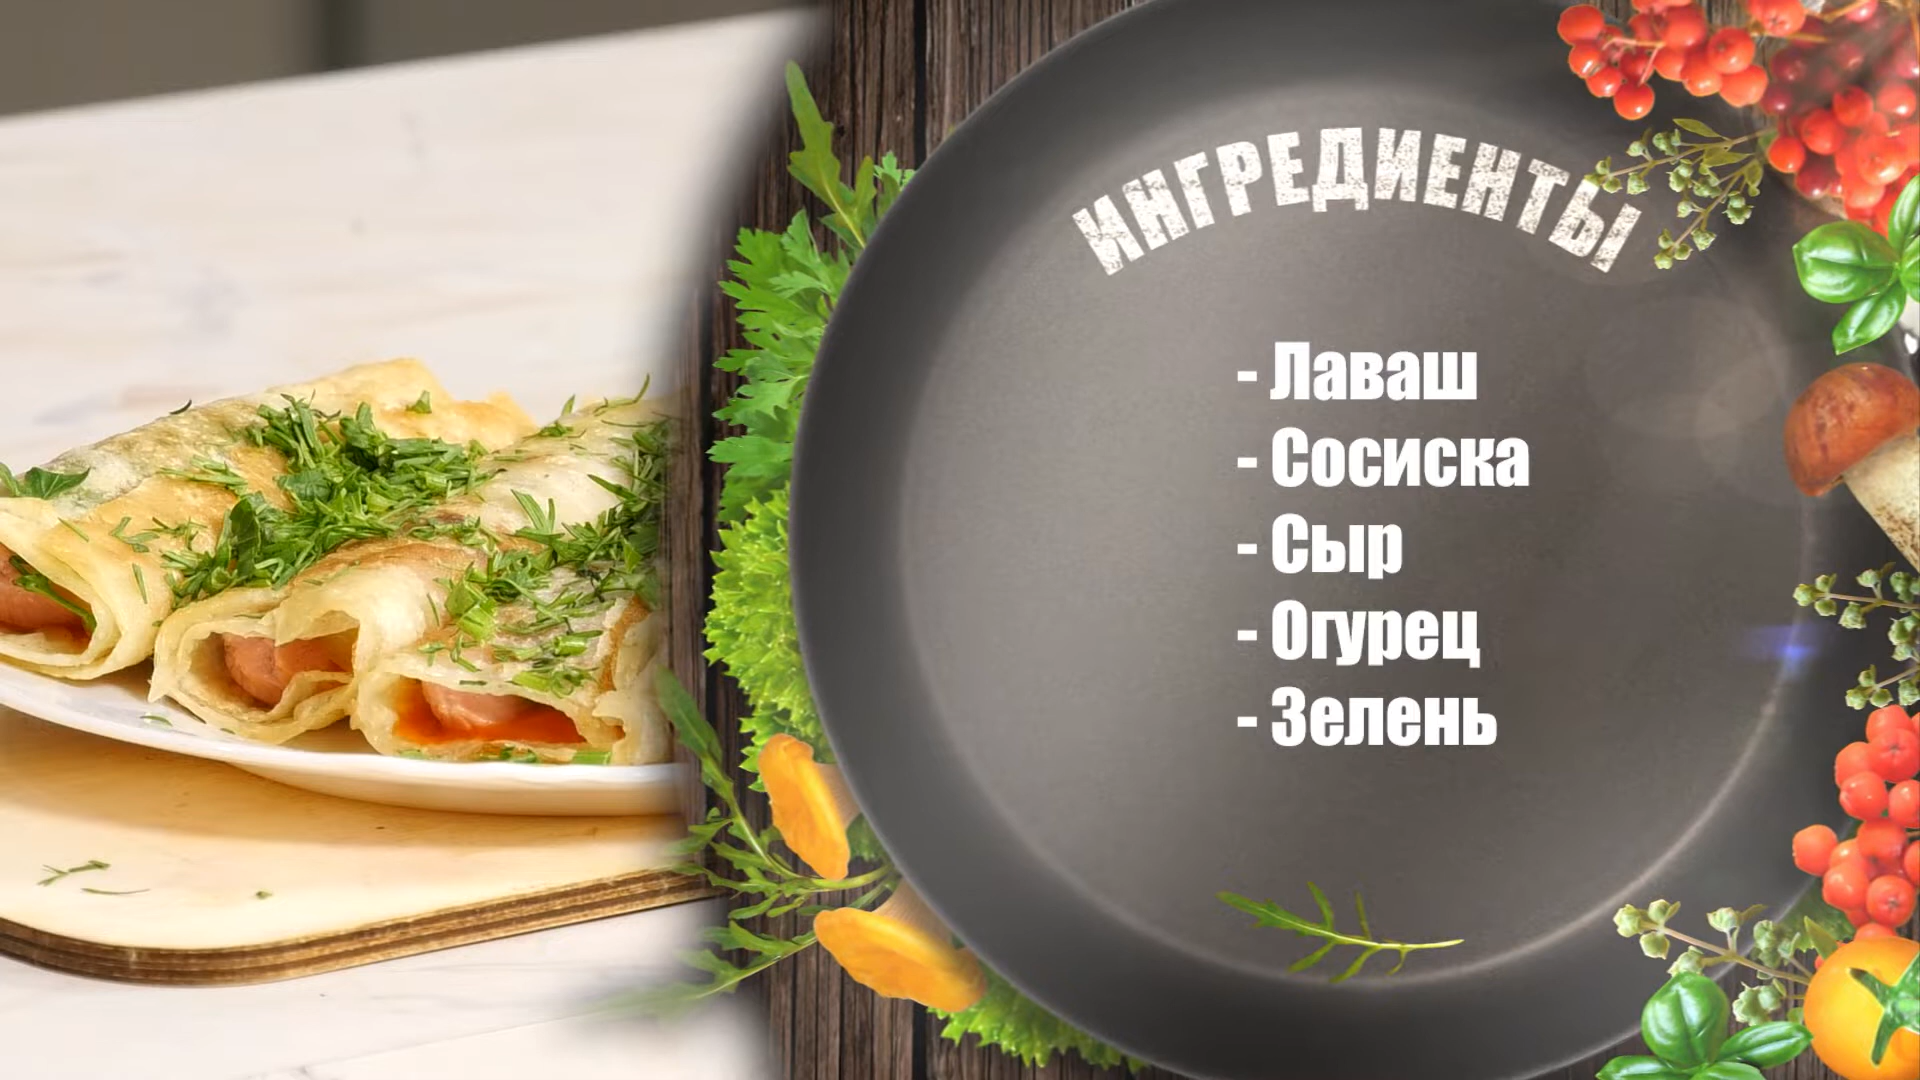 ИНГРЕДИЕНТЫ
- Лаваш
- Сосиска
- Сыр
- Огурец
- Зелень